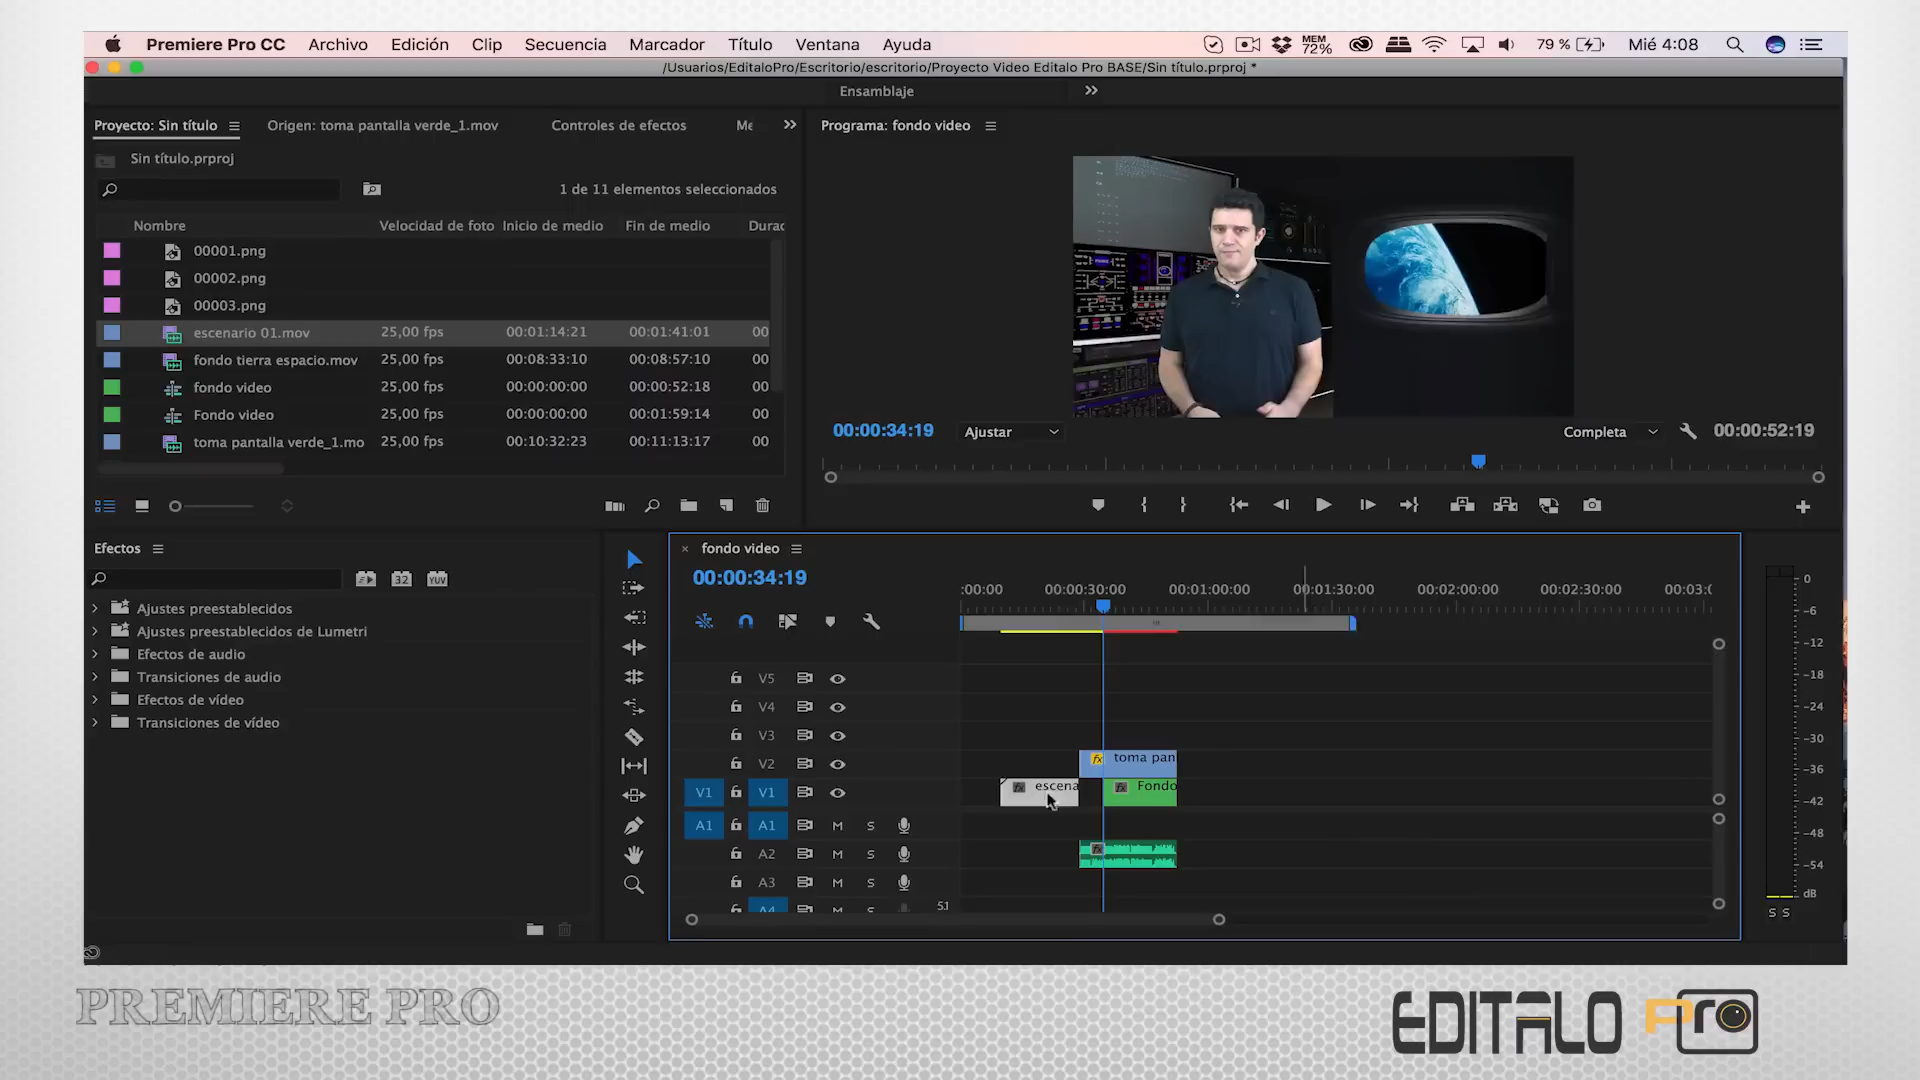 Premiere Pro CC Archivo Edición Clip Secuencia Marcador Título Ventana Ayuda MEM 72% 79 % Mié 4:08
/Usuarios/EditaloPro/Escritorio/escritorio/Proyecto Video Editalo Pro BASE/Sin título.prproj *
Ensamblaje
Proyecto: Sin título Origen: toma pantalla verde_1.mov Controles de efectos Programa: fondo video
Sin título.prproj
1 de 11 elementos seleccionados
Nombre Velocidad de foto Inicio de medio Fin de medio Durac
00001.png
00002.png
00003.png
escenario 01.mov 25,00 fps 00:01:14:21 00:01:41:01 00
fondo tierra espacio.mov 25,00 fps 00:08:33:10 00:08:57:10 00
fondo video 25,00 fps 00:00:00:00 00:00:52:18 00
Fondo video 25,00 fps 00:00:00:00 00:01:59:14 00
toma pantalla verde_1.mo 25,00 fps 00:10:32:23 00:11:13:17 00
00:00:34:19 Ajustar Completa 00:00:52:19
Efectos
32 YUV
Ajustes preestablecidos
Ajustes preestablecidos de Lumetri
Efectos de audio
Transiciones de audio
Efectos de vídeo
Transiciones de vídeo
× fondo video
00:00:34:19
:00:00 00:00:30:00 00:01:00:00 00:01:30:00 00:02:00:00 00:02:30:00 00:03:0
V5
V4
V3
V2 fx toma pan
V1 V1 fx escena fx Fondo
A1 A1 M S
A2 M S fx
A3 M S
A4 M S 5.1
0
-6
-12
-18
-24
-30
-36
-42
-48
-54
dB
S S
PREMIERE PRO
EDITALO Pro